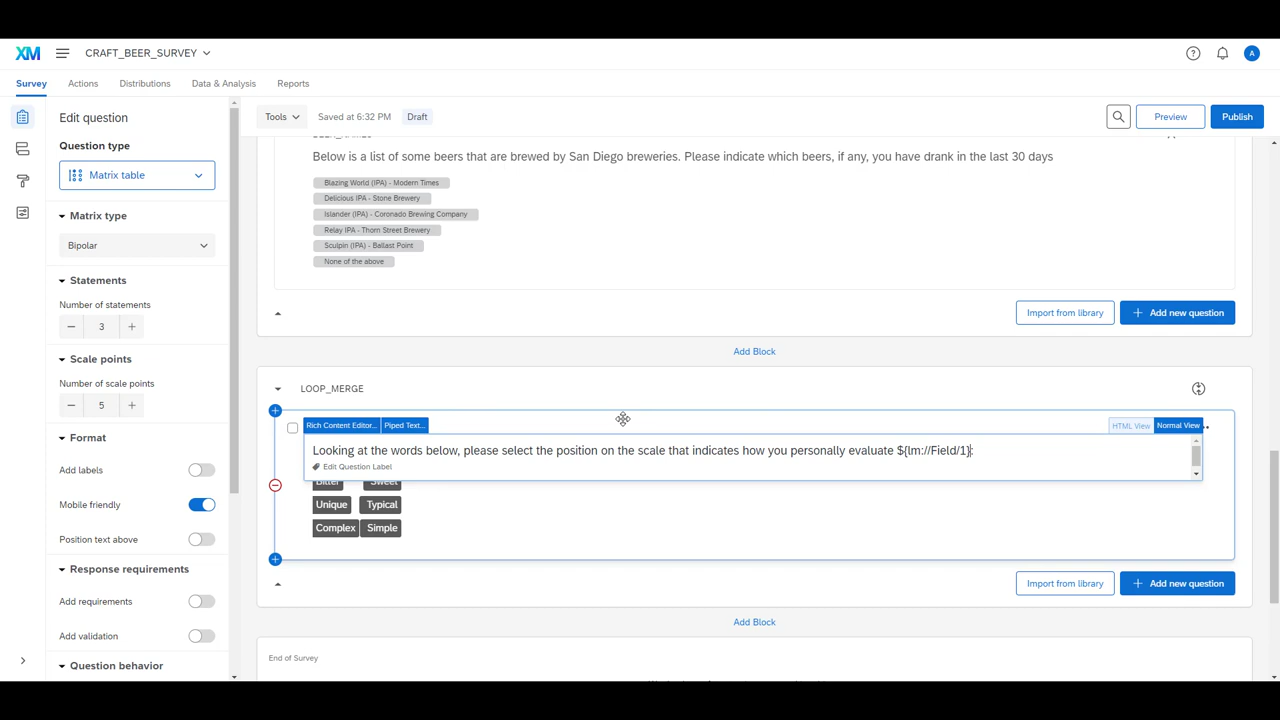 XM
CRAFT_BEER_SURVEY
A
Survey
Actions
Distributions
Data & Analysis
Reports
Edit question
Tools
Saved at 6:32 PM
Draft
Preview
Publish
BEER_NAMES
Question type
Matrix table
Below is a list of some beers that are brewed by San Diego breweries. Please indicate which beers, if any, you have drank in the last 30 days
Blazing World (IPA) - Modern Times
Delicious IPA - Stone Brewery
Islander (IPA) - Coronado Brewing Company
Relay IPA - Thorn Street Brewery
Sculpin (IPA) - Ballast Point
None of the above
Matrix type
Bipolar
Statements
Number of statements
3
Import from library
Add new question
Add Block
Scale points
Number of scale points
5
LOOP_MERGE
Rich Content Editor...
Piped Text...
HTML View
Normal View
Looking at the words below, please select the position on the scale that indicates how you personally evaluate ${lm://Field/1}:
Edit Question Label
Bitter Sweet
Unique Typical
Complex Simple
Format
Add labels
Mobile friendly
Position text above
Response requirements
Add requirements
Add validation
Question behavior
Import from library
Add new question
Add Block
End of Survey